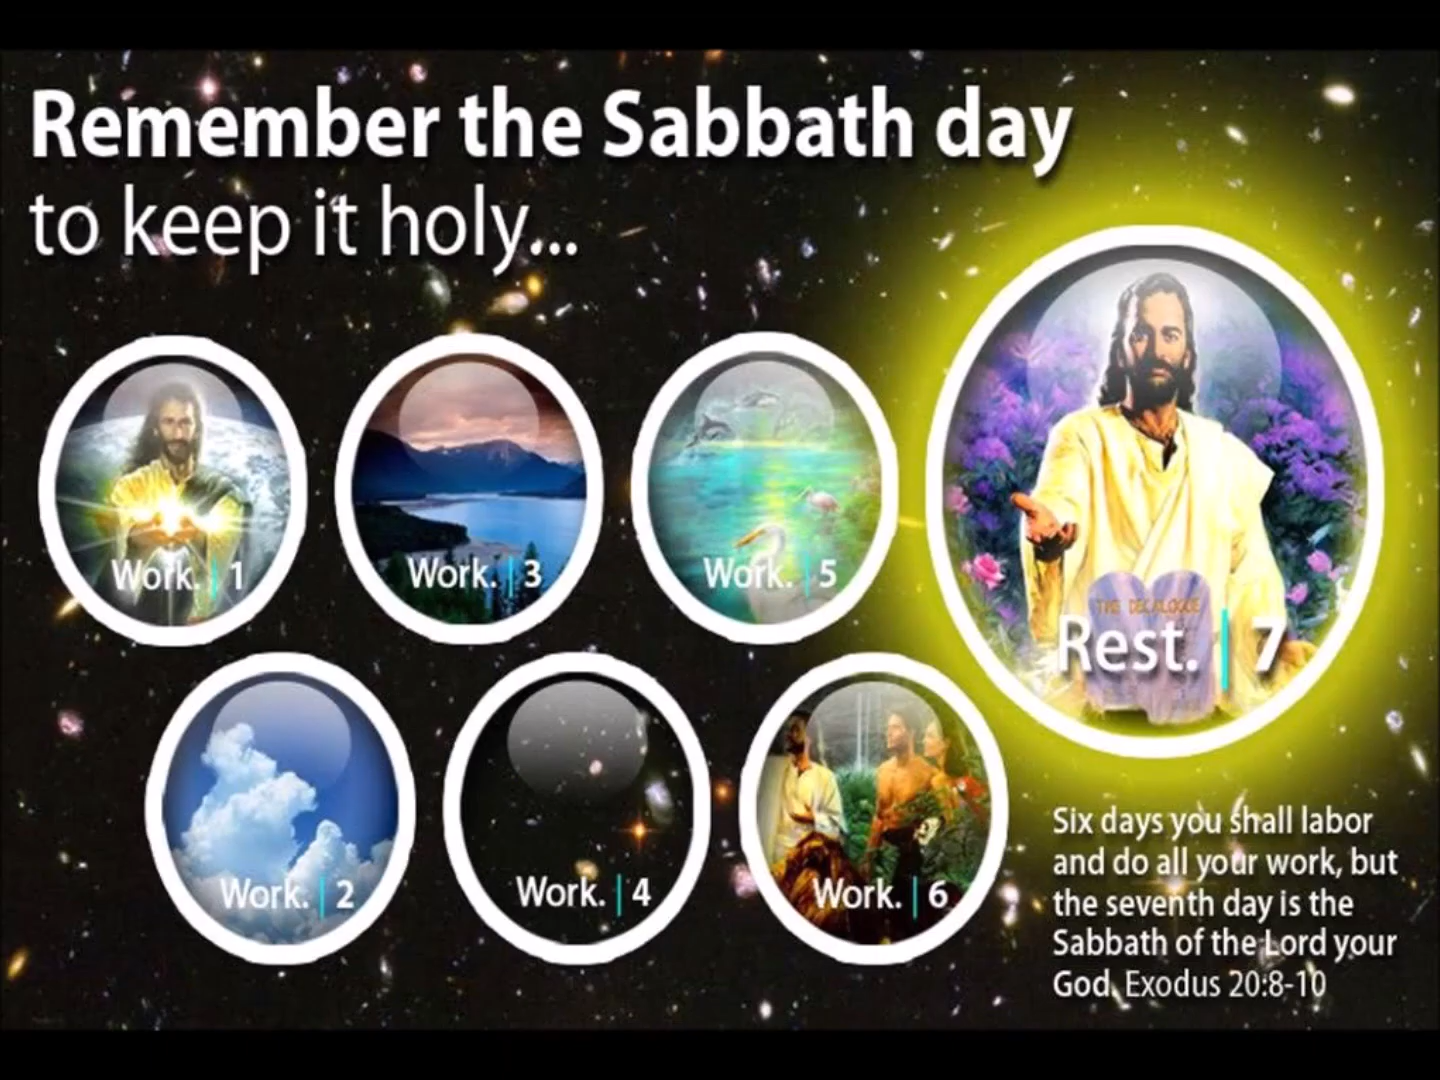 Remember the Sabbath day
to keep it holy...
Work. | 1
Work. | 3
Work. | 5
THE DECALOGUE
Rest. | 7
Work. | 2
Work. | 4
Work. | 6
Six days you shall labor
and do all your work, but
the seventh day is the
Sabbath of the Lord your
God. Exodus 20:8-10